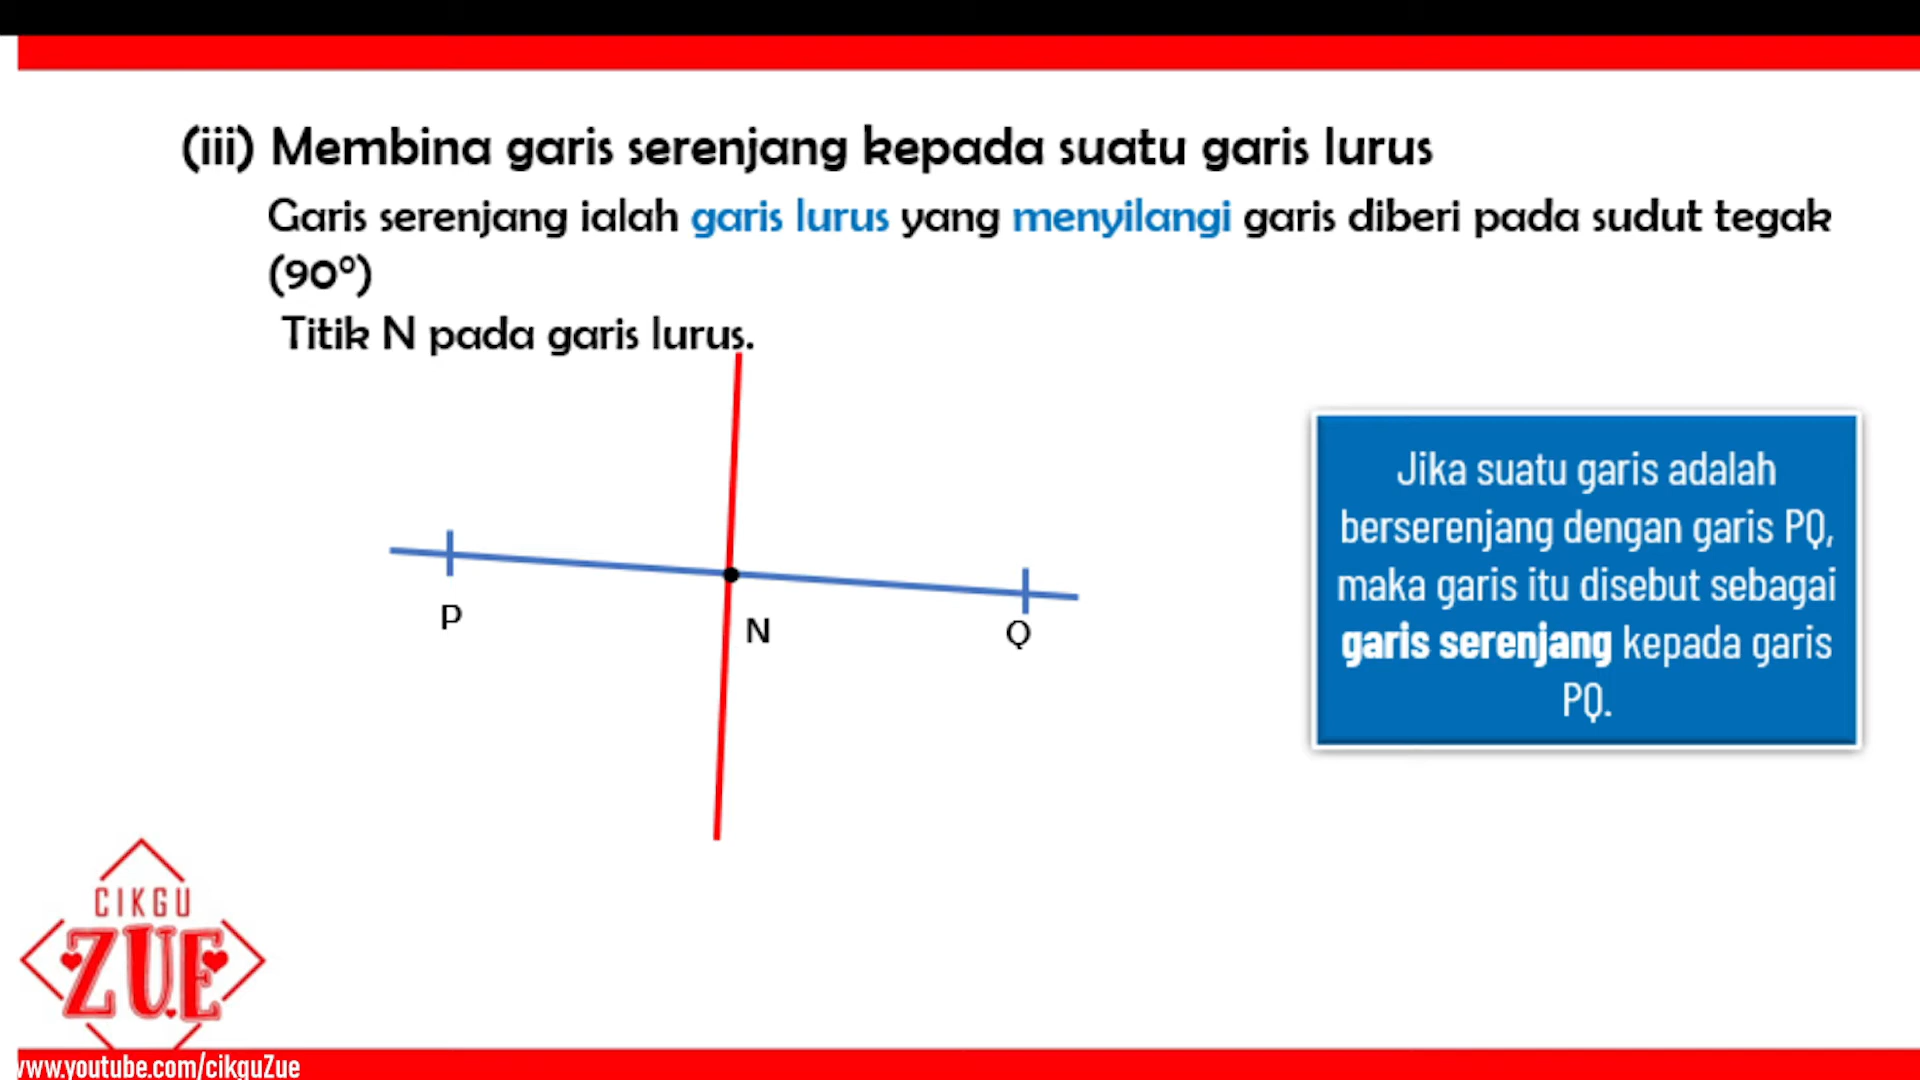 (iii) Membina garis serenjang kepada suatu garis lurus
Garis serenjang ialah garis lurus yang menyilangi garis diberi pada sudut tegak
(90°)
Titik N pada garis lurus.
Jika suatu garis adalah
berserenjang dengan garis PQ,
maka garis itu disebut sebagai
garis serenjang kepada garis
PQ.
P
N
Q
CIKGU
ZUE
www.youtube.com/cikguZue